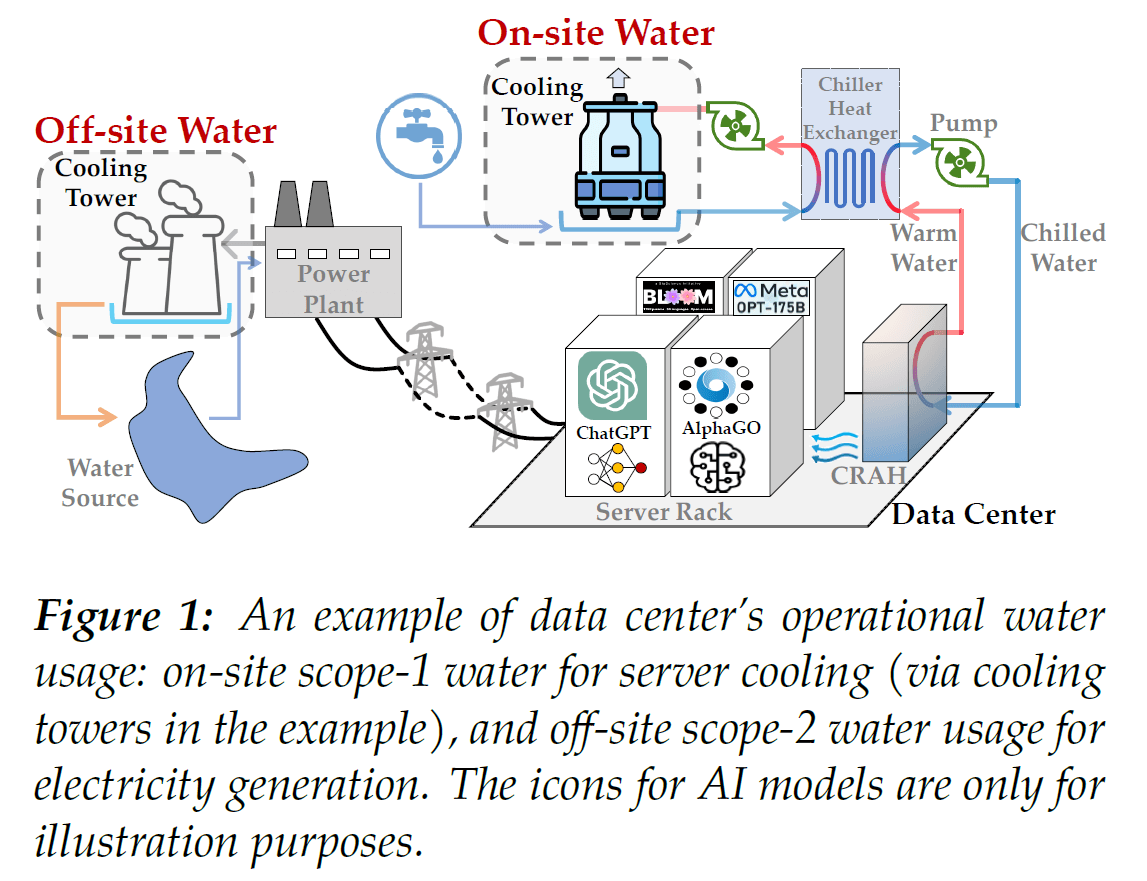 On-site Water
Cooling
Tower
Chiller
Heat
Exchanger
Pump
Off-site Water
Cooling
Tower
Power
Plant
Warm
Water
Chilled
Water
BLOOM
Meta
OPT-175B
ChatGPT
AlphaGO
Water
Source
CRAH
Server Rack
Data Center
Figure 1: An example of data center’s operational water
usage: on-site scope-1 water for server cooling (via cooling
towers in the example), and off-site scope-2 water usage for
electricity generation. The icons for AI models are only for
illustration purposes.